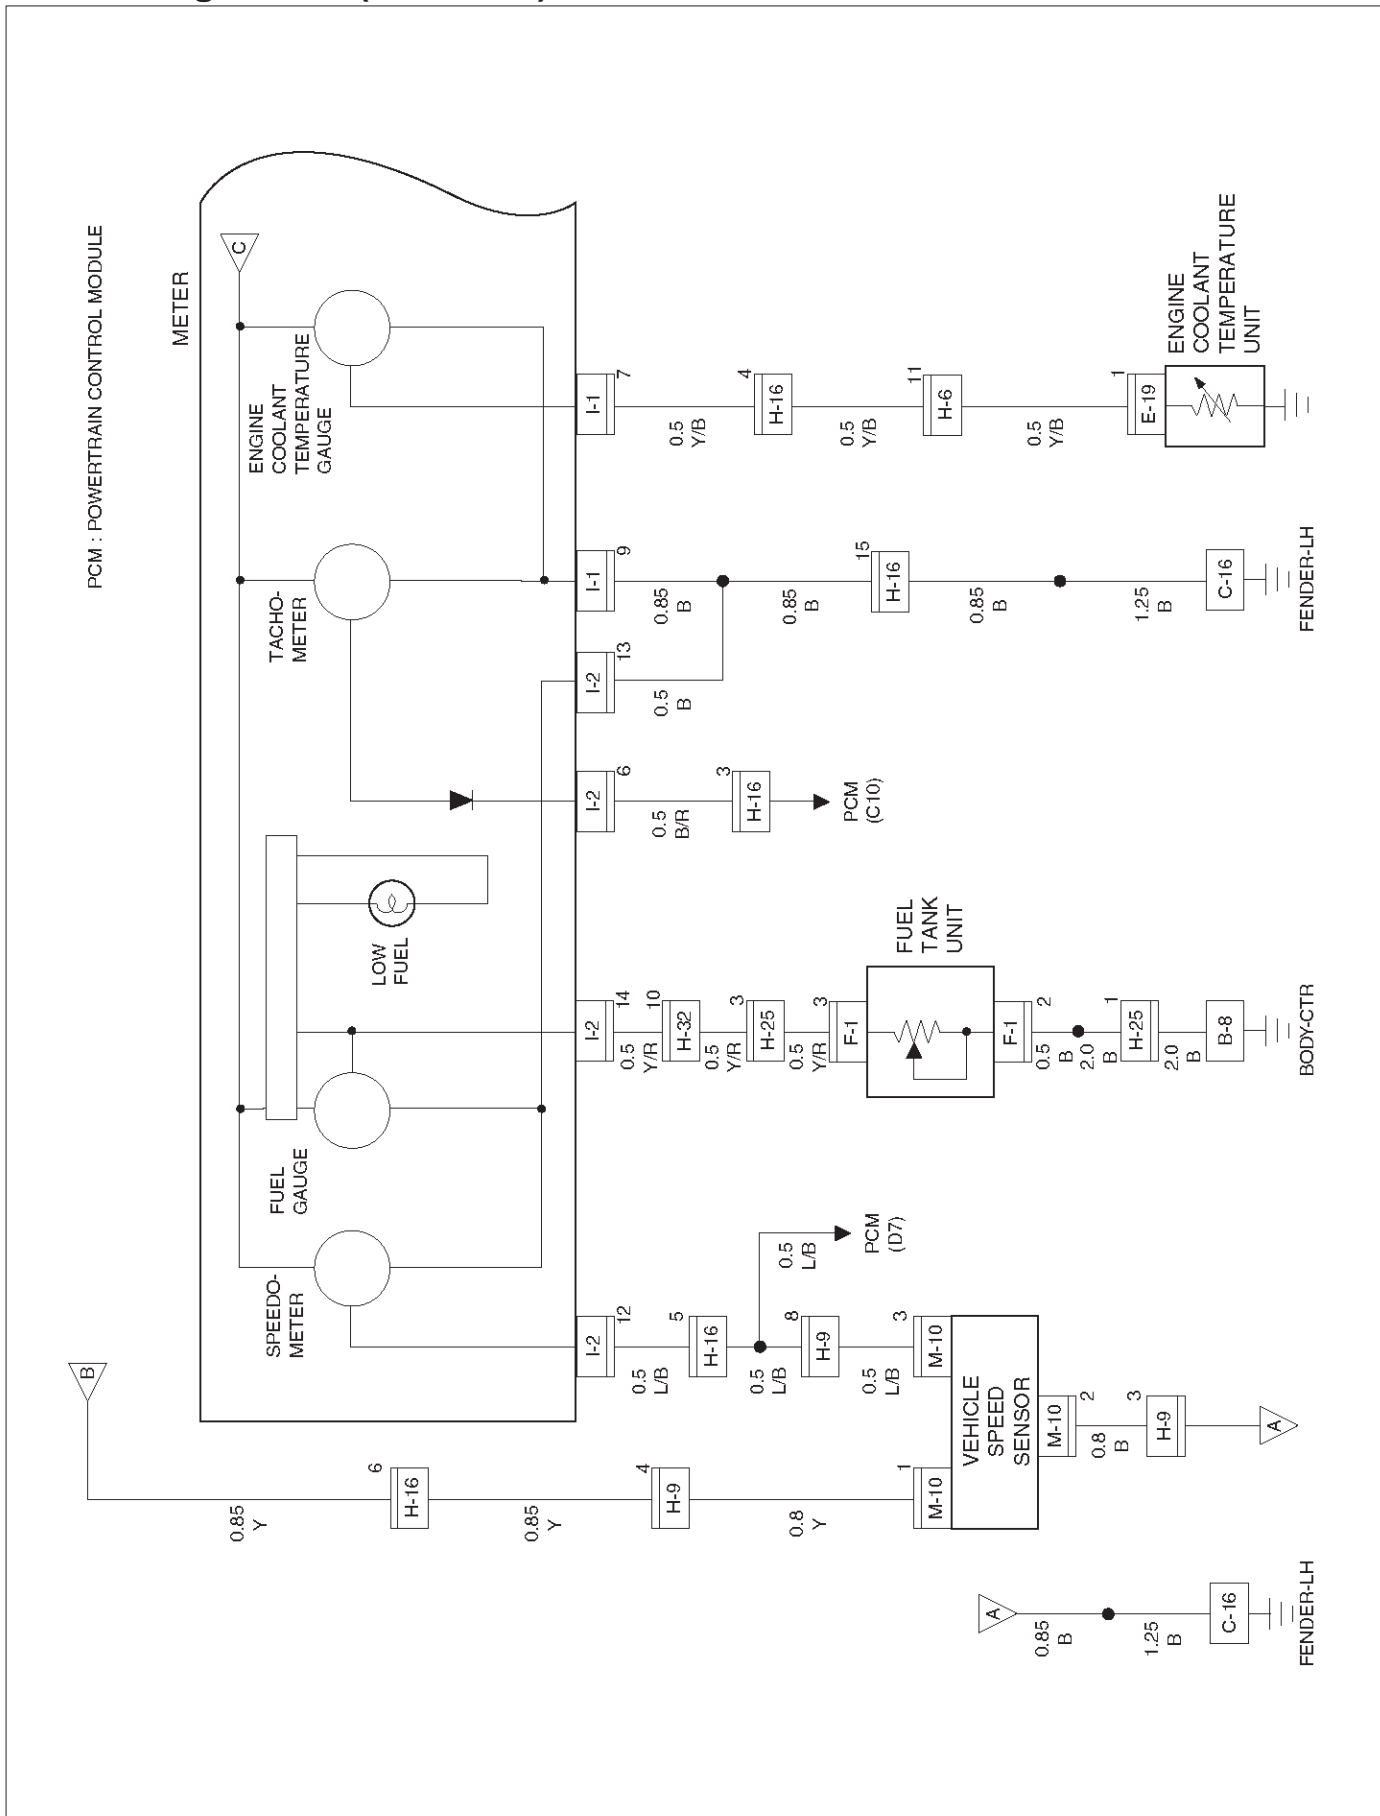 PCM : POWERTRAIN CONTROL MODULE
METER
B
0.85
Y
H-16
6
0.85
Y
H-9
4
0.8
Y
M-10
1
VEHICLE
SPEED
SENSOR
M-10
2
0.8
B
H-9
3
A
A
0.85
B
1.25
B
C-16
FENDER-LH
SPEEDO-
METER
I-2
12
0.5
L/B
H-16
5
0.5
L/B
H-9
8
0.5
L/B
M-10
3
0.5
L/B
PCM
(D7)
FUEL
GAUGE
LOW
FUEL
I-2
14
0.5
Y/R
H-32
10
0.5
Y/R
H-25
3
0.5
Y/R
F-1
3
FUEL
TANK
UNIT
F-1
2
0.5
B
2.0
B
H-25
1
2.0
B
B-8
BODY-CTR
TACHO-
METER
I-2
6
0.5
B/R
H-16
3
PCM
(C10)
I-2
13
0.5
B
I-1
9
0.85
B
0.85
B
H-16
15
0.85
B
1.25
B
C-16
FENDER-LH
C
ENGINE
COOLANT
TEMPERATURE
GAUGE
I-1
7
0.5
Y/B
H-16
4
0.5
Y/B
H-6
11
0.5
Y/B
E-19
1
ENGINE
COOLANT
TEMPERATURE
UNIT